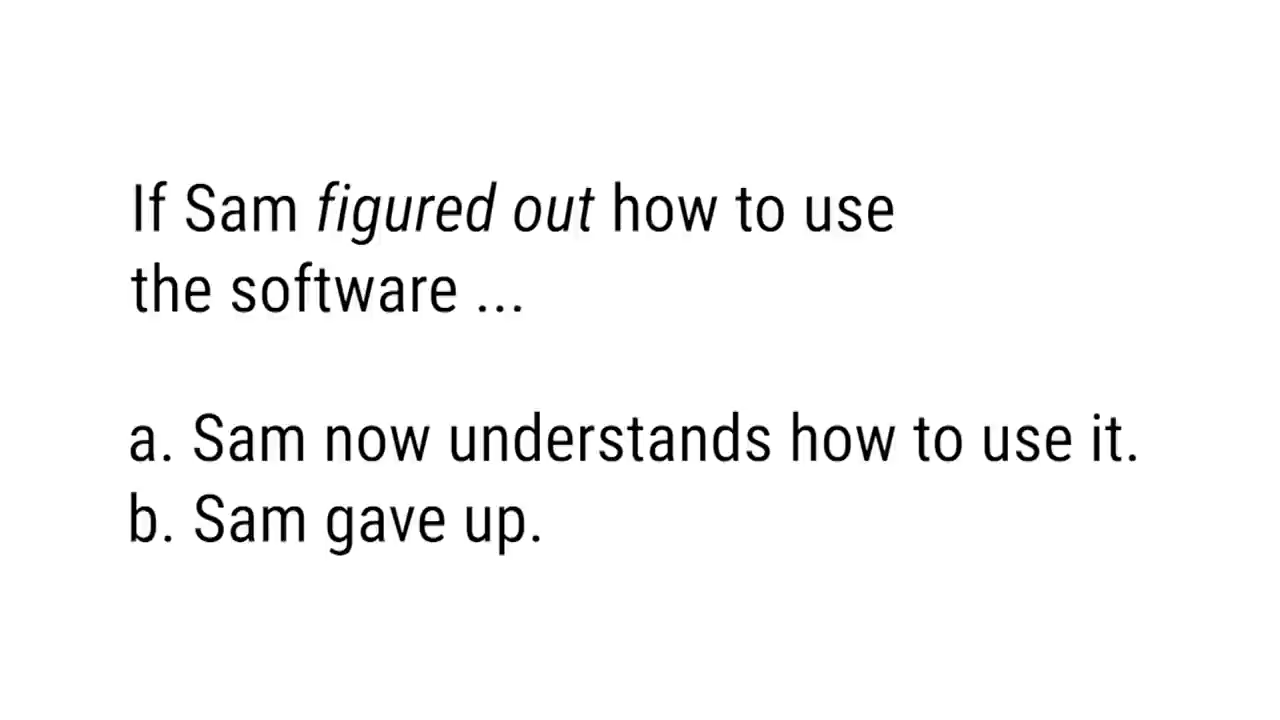 If Sam figured out how to use
the software ...
a. Sam now understands how to use it.
b. Sam gave up.